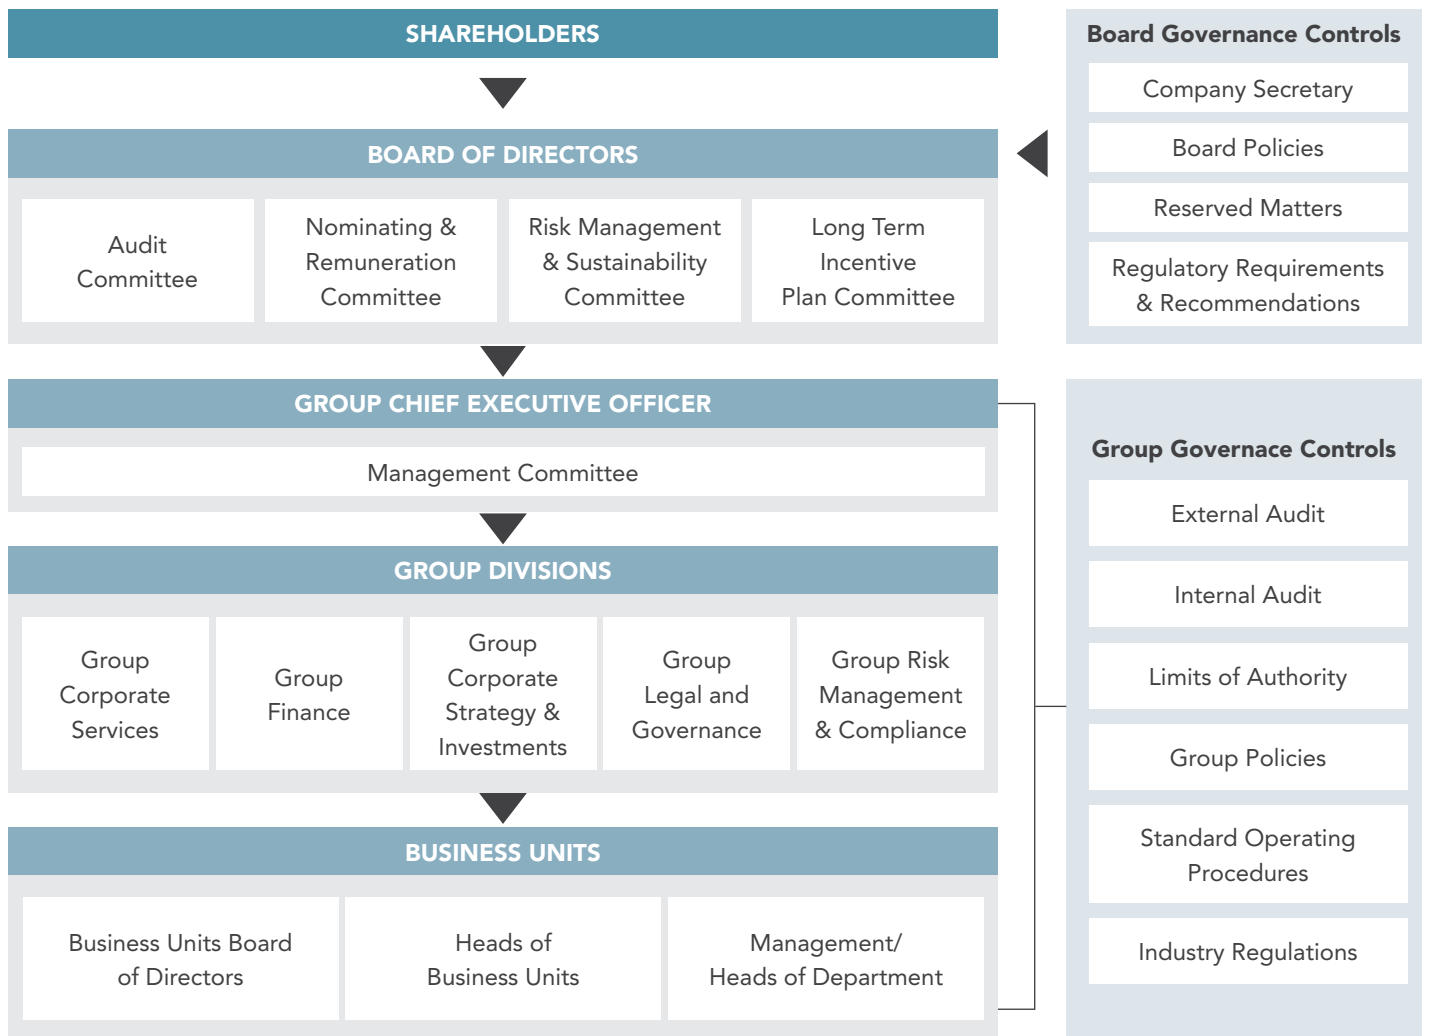 SHAREHOLDERS
BOARD OF DIRECTORS
Audit
Committee
Nominating &
Remuneration
Committee
Risk Management
& Sustainability
Committee
Long Term
Incentive
Plan Committee
GROUP CHIEF EXECUTIVE OFFICER
Management Committee
GROUP DIVISIONS
Group
Corporate
Services
Group
Finance
Group
Corporate
Strategy &
Investments
Group
Legal and
Governance
Group Risk
Management
& Compliance
BUSINESS UNITS
Business Units Board
of Directors
Heads of
Business Units
Management/
Heads of Department
Board Governance Controls
Company Secretary
Board Policies
Reserved Matters
Regulatory Requirements
& Recommendations
Group Governace Controls
External Audit
Internal Audit
Limits of Authority
Group Policies
Standard Operating
Procedures
Industry Regulations